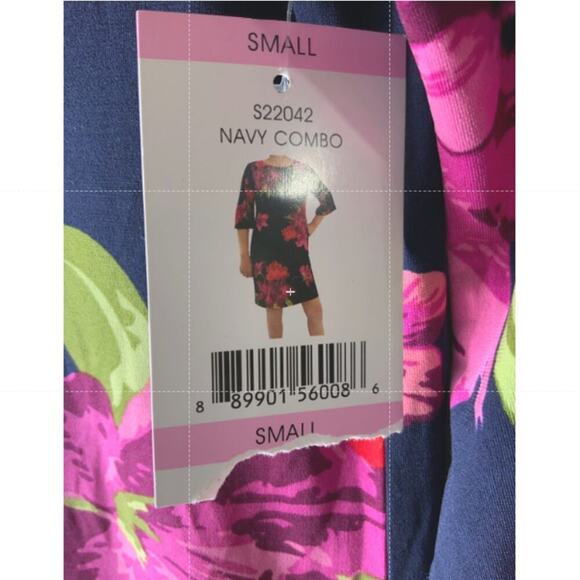 SMALL
S22042
NAVY COMBO
8 89901 56008 6
SMALL